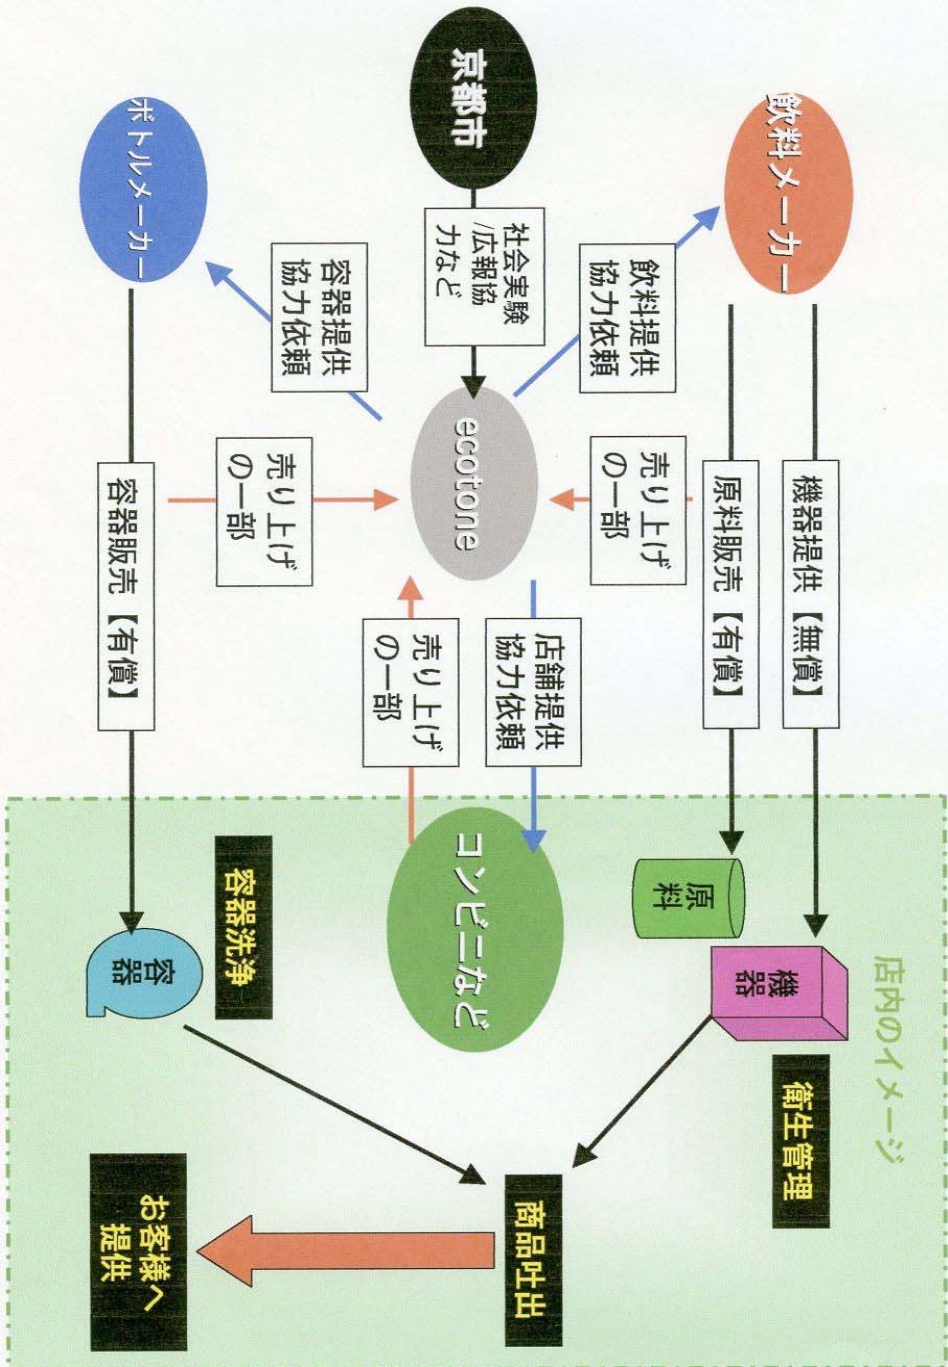 飲料メーカー
機器提供【無償】
原料販売【有償】
機器
原料
衛生管理
店内のイメージ
飲料提供
協力依頼
売り上げ
の一部
京都市
社会実験
/広報協
力など
ecotone
店舗提供
協力依頼
売り上げ
の一部
コンビニなど
商品吐出
容器提供
協力依頼
売り上げ
の一部
ボトルメーカー
容器販売【有償】
容器洗浄
容器
お客様へ
提供